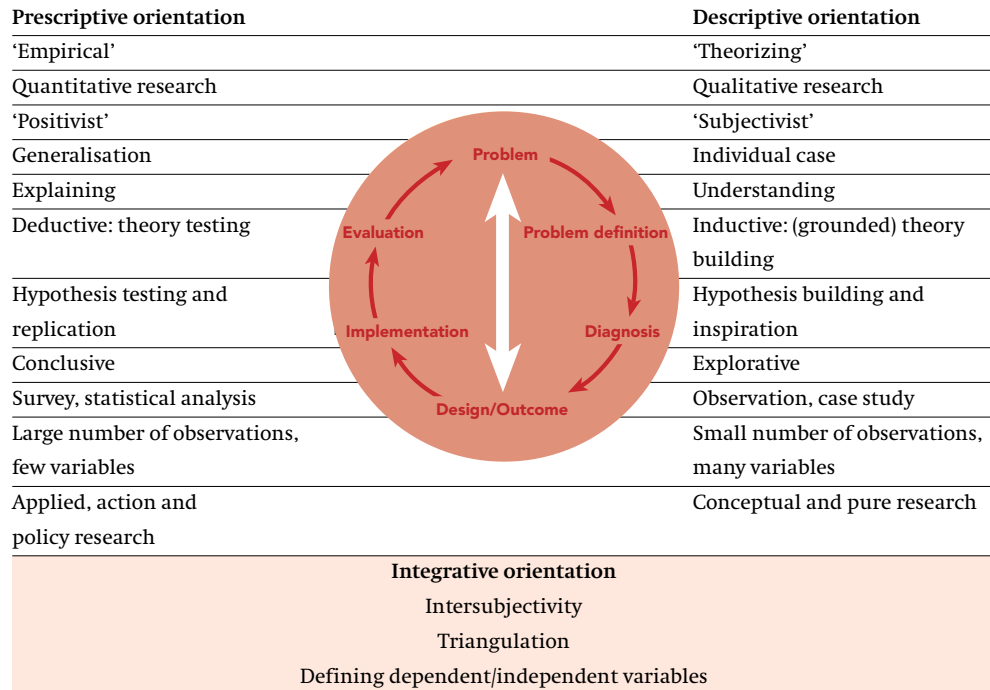 Prescriptive orientation
Descriptive orientation
‘Empirical’
‘Theorizing’
Quantitative research
Qualitative research
‘Positivist’
‘Subjectivist’
Generalisation
Individual case
Explaining
Understanding
Deductive: theory testing
Inductive: (grounded) theory
building
Hypothesis testing and
replication
Hypothesis building and
inspiration
Conclusive
Explorative
Survey, statistical analysis
Observation, case study
Large number of observations,
few variables
Small number of observations,
many variables
Applied, action and
policy research
Conceptual and pure research
Problem
Problem definition
Diagnosis
Design/Outcome
Implementation
Evaluation
Integrative orientation
Intersubjectivity
Triangulation
Defining dependent/independent variables